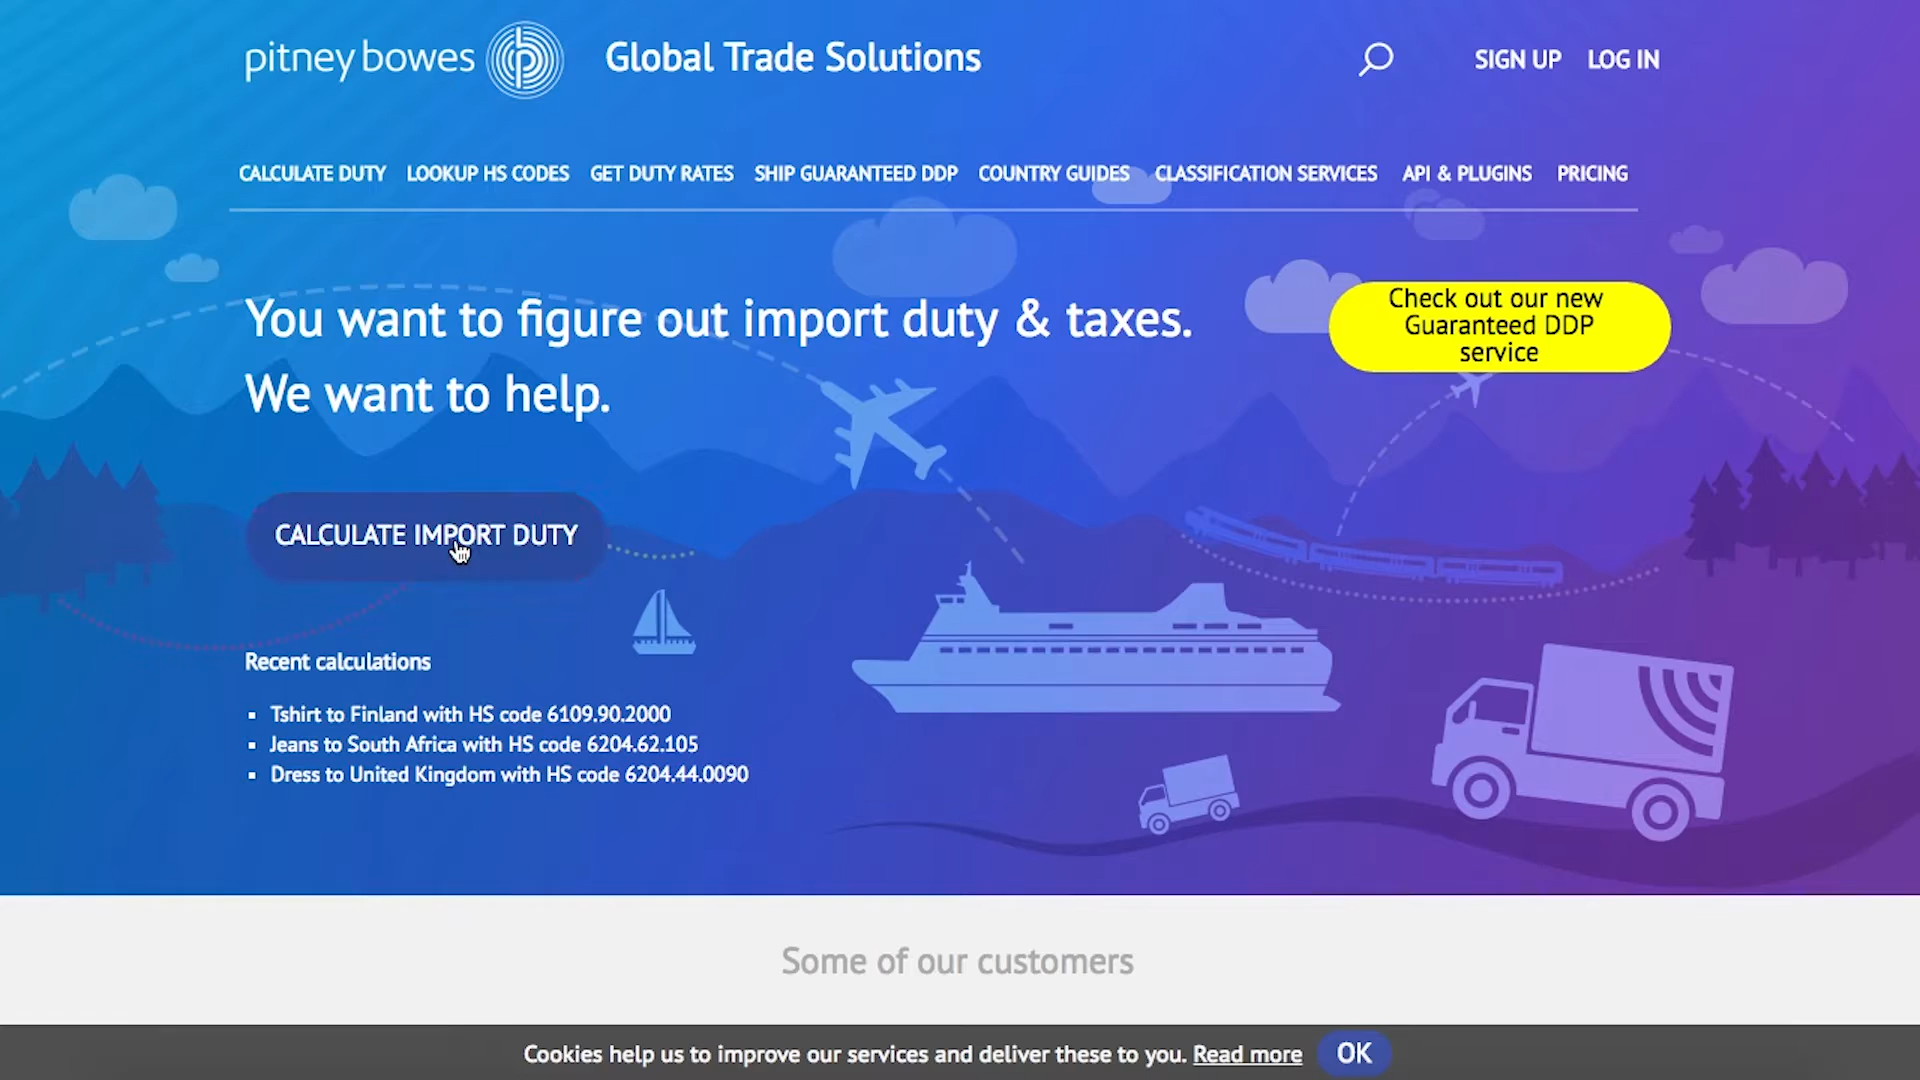 pitney bowes
Global Trade Solutions
SIGN UP
LOG IN
CALCULATE DUTY
LOOKUP HS CODES
GET DUTY RATES
SHIP GUARANTEED DDP
COUNTRY GUIDES
CLASSIFICATION SERVICES
API & PLUGINS
PRICING
You want to figure out import duty & taxes.
We want to help.
Check out our new
Guaranteed DDP
service
CALCULATE IMPORT DUTY
Recent calculations
Tshirt to Finland with HS code 6109.90.2000
Jeans to South Africa with HS code 6204.62.105
Dress to United Kingdom with HS code 6204.44.0090
Some of our customers
Cookies help us to improve our services and deliver these to you. Read more
OK